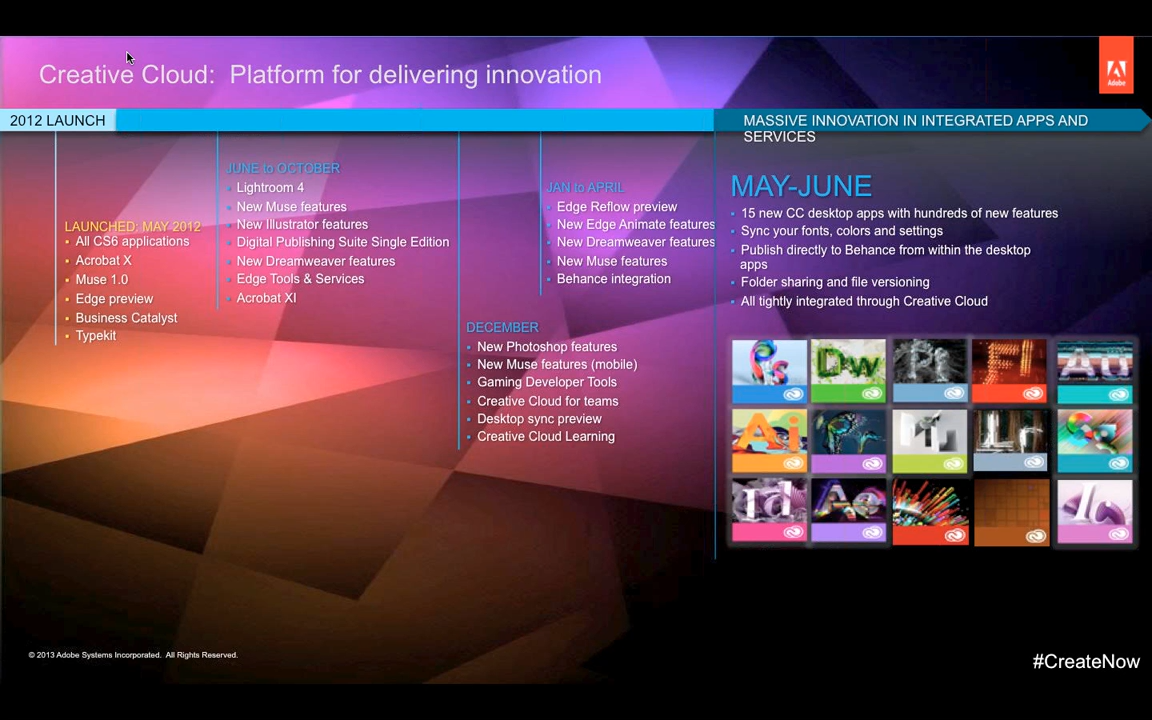 Creative Cloud: Platform for delivering innovation
Adobe
2012 LAUNCH
MASSIVE INNOVATION IN INTEGRATED APPS AND
SERVICES
LAUNCHED: MAY 2012
▪ All CS6 applications
▪ Acrobat X
▪ Muse 1.0
▪ Edge preview
▪ Business Catalyst
▪ Typekit
JUNE to OCTOBER
▪ Lightroom 4
▪ New Muse features
▪ New Illustrator features
▪ Digital Publishing Suite Single Edition
▪ New Dreamweaver features
▪ Edge Tools & Services
▪ Acrobat XI
DECEMBER
▪ New Photoshop features
▪ New Muse features (mobile)
▪ Gaming Developer Tools
▪ Creative Cloud for teams
▪ Desktop sync preview
▪ Creative Cloud Learning
JAN to APRIL
▪ Edge Reflow preview
▪ New Edge Animate features
▪ New Dreamweaver features
▪ New Muse features
▪ Behance integration
MAY-JUNE
▪ 15 new CC desktop apps with hundreds of new features
▪ Sync your fonts, colors and settings
▪ Publish directly to Behance from within the desktop
apps
▪ Folder sharing and file versioning
▪ All tightly integrated through Creative Cloud
Ps Dw Pl Fl Au
Ai Pr Mu Lr Sg
Id Ae Ic
© 2013 Adobe Systems Incorporated. All Rights Reserved.
#CreateNow